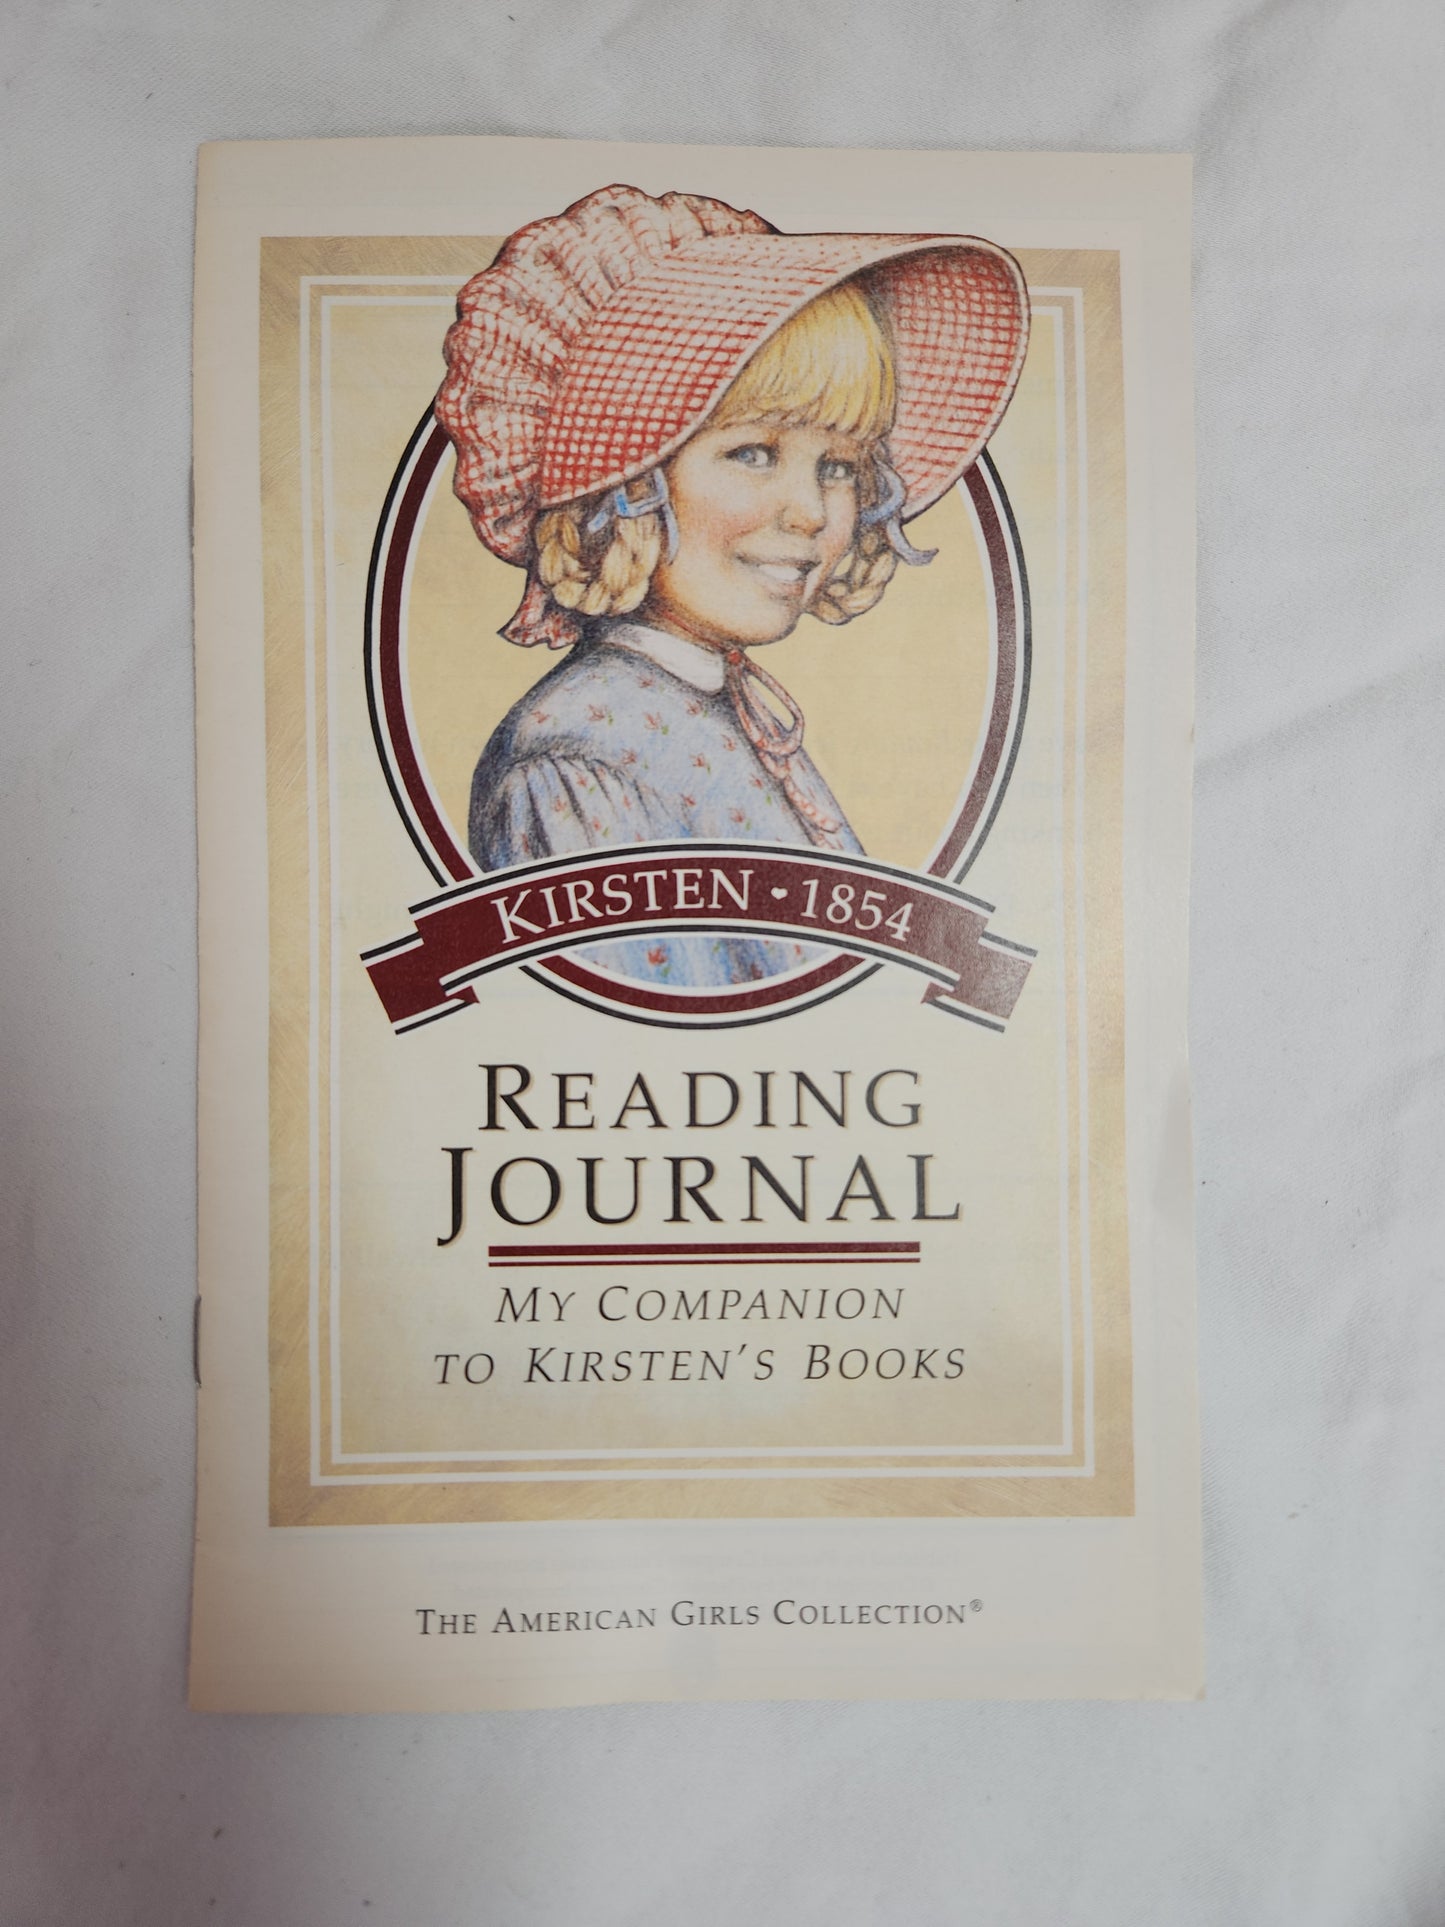 KIRSTEN • 1854
READING
JOURNAL
MY COMPANION
TO KIRSTEN'S BOOKS
THE AMERICAN GIRLS COLLECTION®